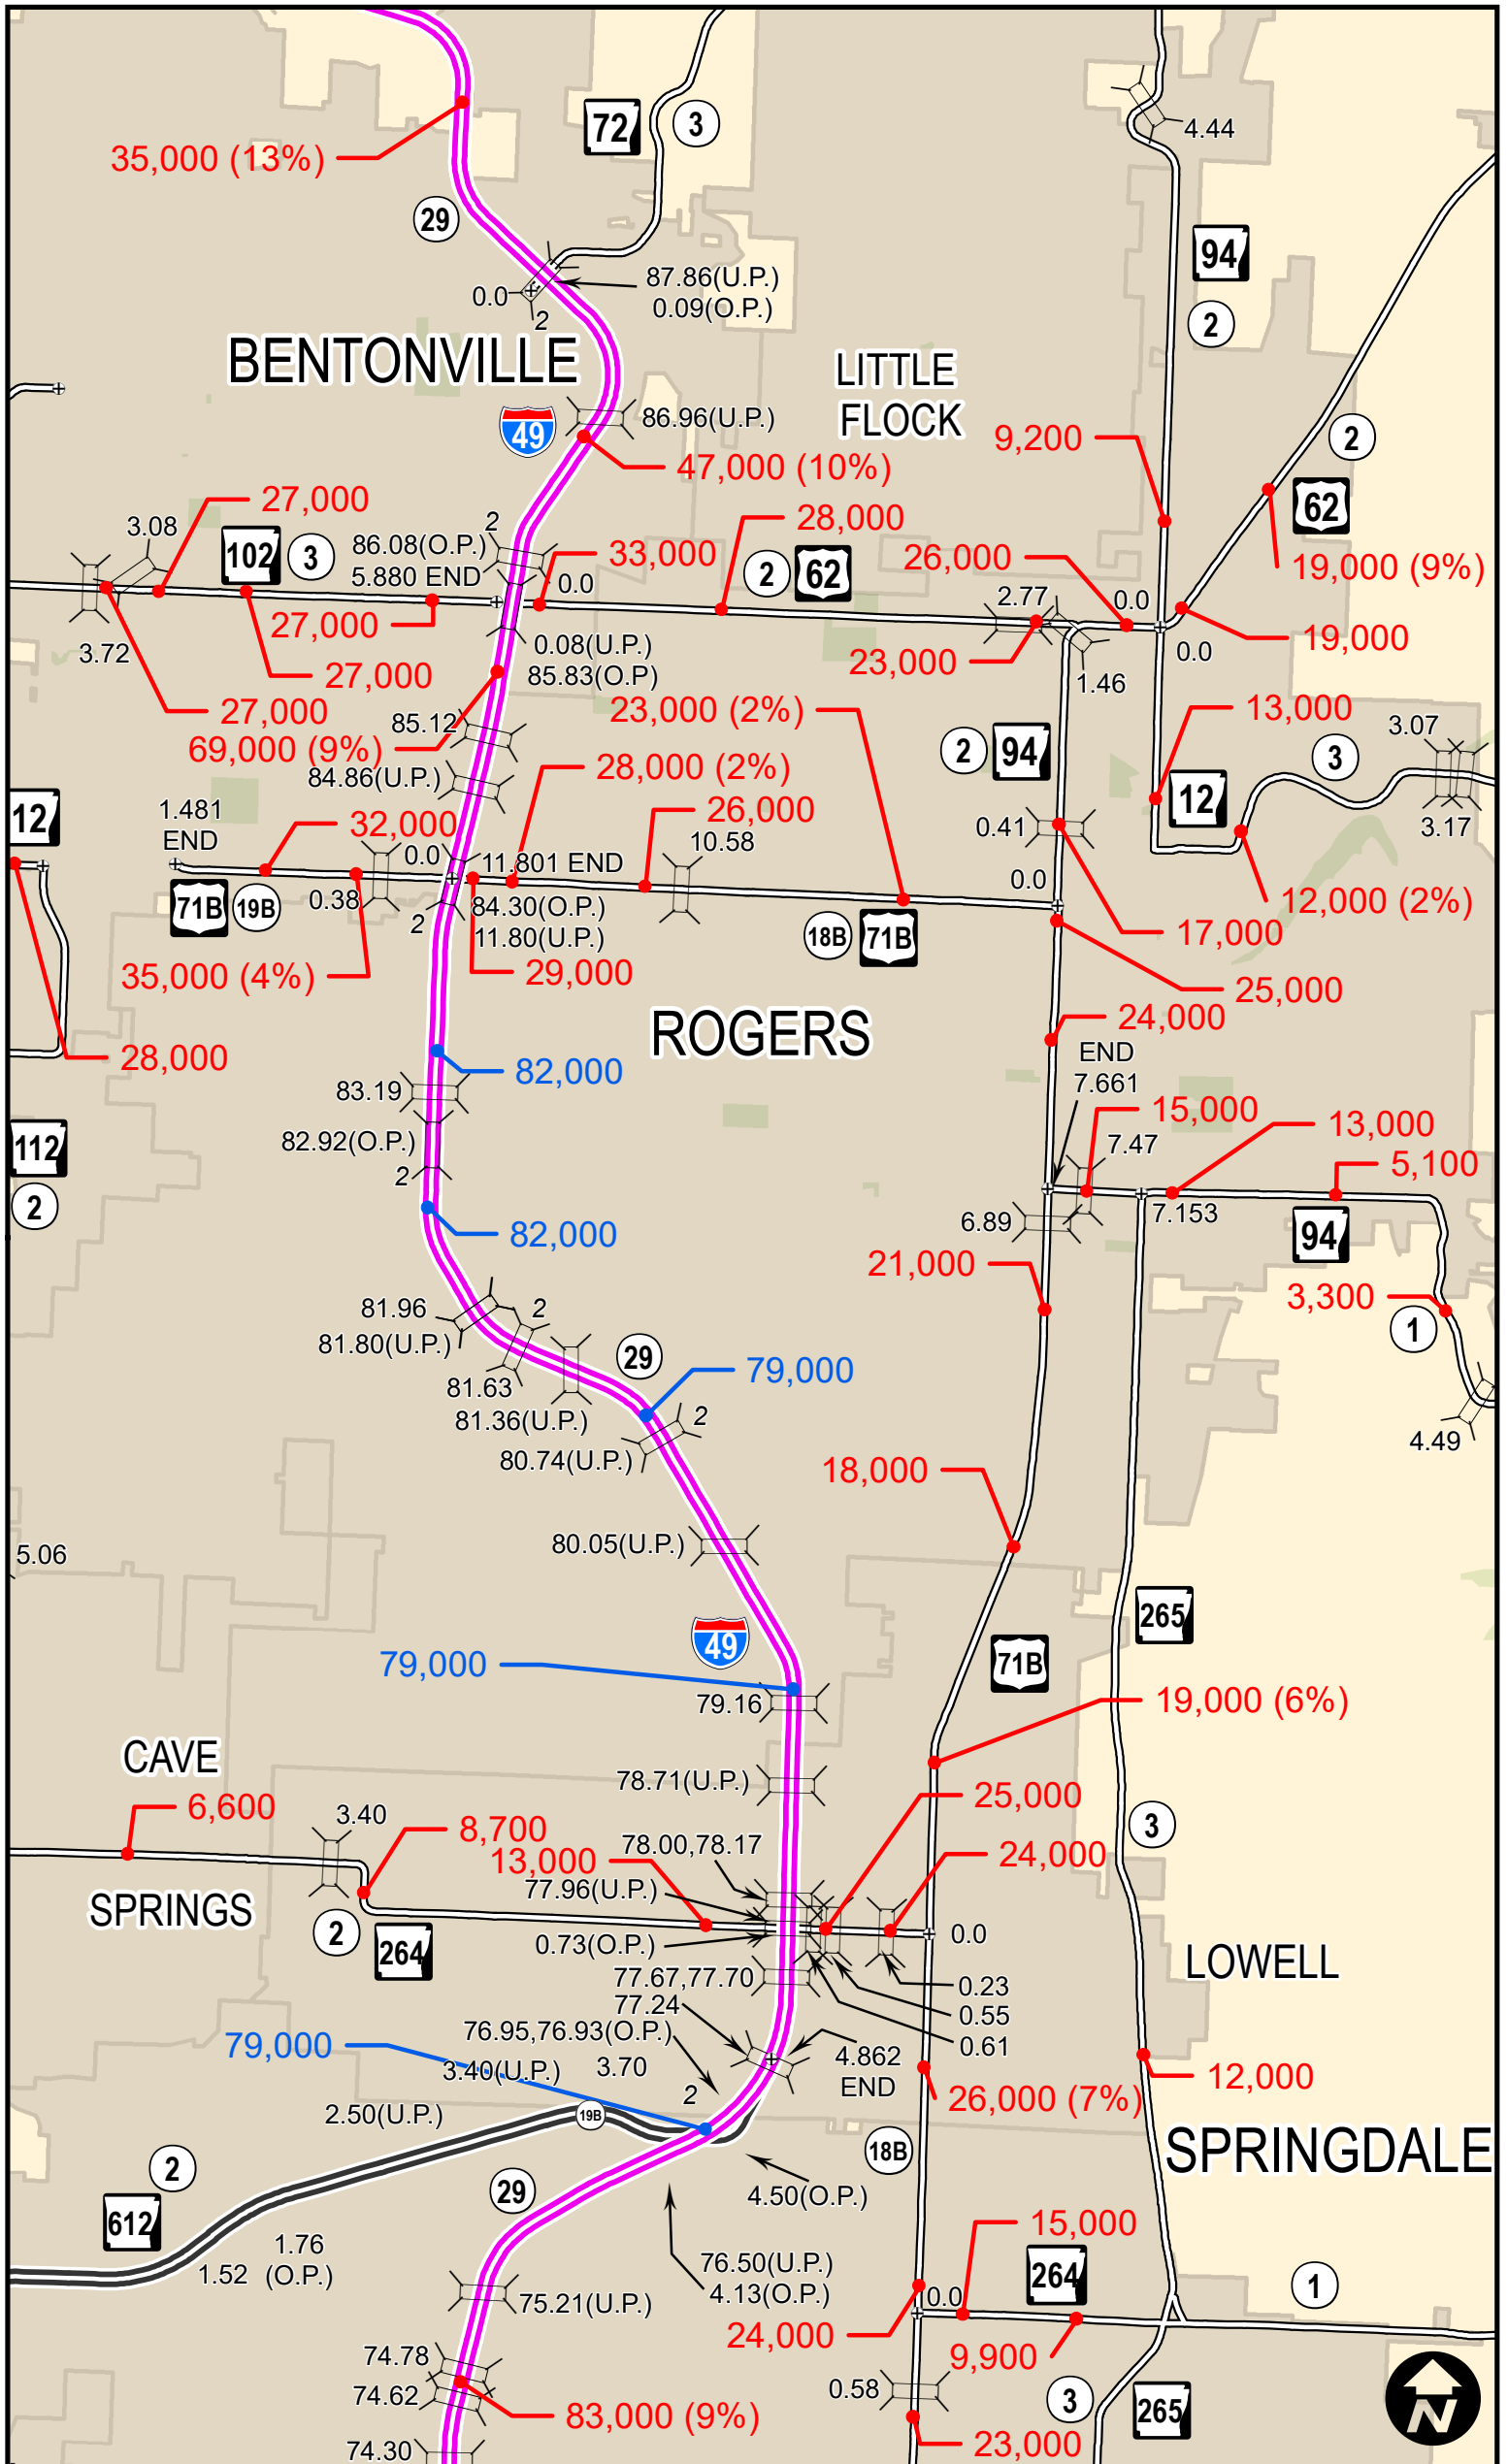 72
3
4.44
35,000 (13%)
29
94
2
87.86(U.P.)
0.09(O.P.)
0.0
2
BENTONVILLE
LITTLE
FLOCK
49
86.96(U.P.)
9,200
2
47,000 (10%)
62
27,000
28,000
3.08
2
102
3
86.08(O.P.)
5.880 END
33,000
2
62
26,000
19,000 (9%)
0.0
2.77
0.0
27,000
3.72
0.08(U.P.)
85.83(O.P)
23,000
0.0
19,000
27,000
1.46
27,000
85.12
23,000 (2%)
13,000
3.07
69,000 (9%)
2
94
3
84.86(U.P.)
28,000 (2%)
12
12
1.481
END
32,000
26,000
0.41
3.17
0.0
11.801 END
10.58
0.0
71B
19B
0.38
84.30(O.P.)
11.80(U.P.)
2
18B
71B
12,000 (2%)
17,000
35,000 (4%)
29,000
25,000
ROGERS
24,000
28,000
82,000
END
7.661
83.19
15,000
13,000
112
82.92(O.P.)
2
7.47
5,100
2
82,000
6.89
7.153
94
21,000
3,300
81.96
2
1
81.80(U.P.)
29
79,000
81.63
81.36(U.P.)
2
80.74(U.P.)
4.49
18,000
80.05(U.P.)
5.06
265
49
79,000
71B
79.16
19,000 (6%)
CAVE
78.71(U.P.)
25,000
6,600
3.40
8,700
3
78.00,78.17
13,000
24,000
77.96(U.P.)
SPRINGS
2
264
0.73(O.P.)
0.0
LOWELL
77.67,77.70
0.23
77.24
0.55
76.95,76.93(O.P.)
0.61
79,000
3.40(U.P.)
3.70
4.862
END
12,000
2
26,000 (7%)
2.50(U.P.)
19B
18B
SPRINGDALE
2
29
4.50(O.P.)
612
15,000
1.76
(O.P.)
1.52
76.50(U.P.)
4.13(O.P.)
264
1
75.21(U.P.)
0.0
24,000
9,900
74.78
74.62
0.58
3
265
83,000 (9%)
23,000
74.30
N